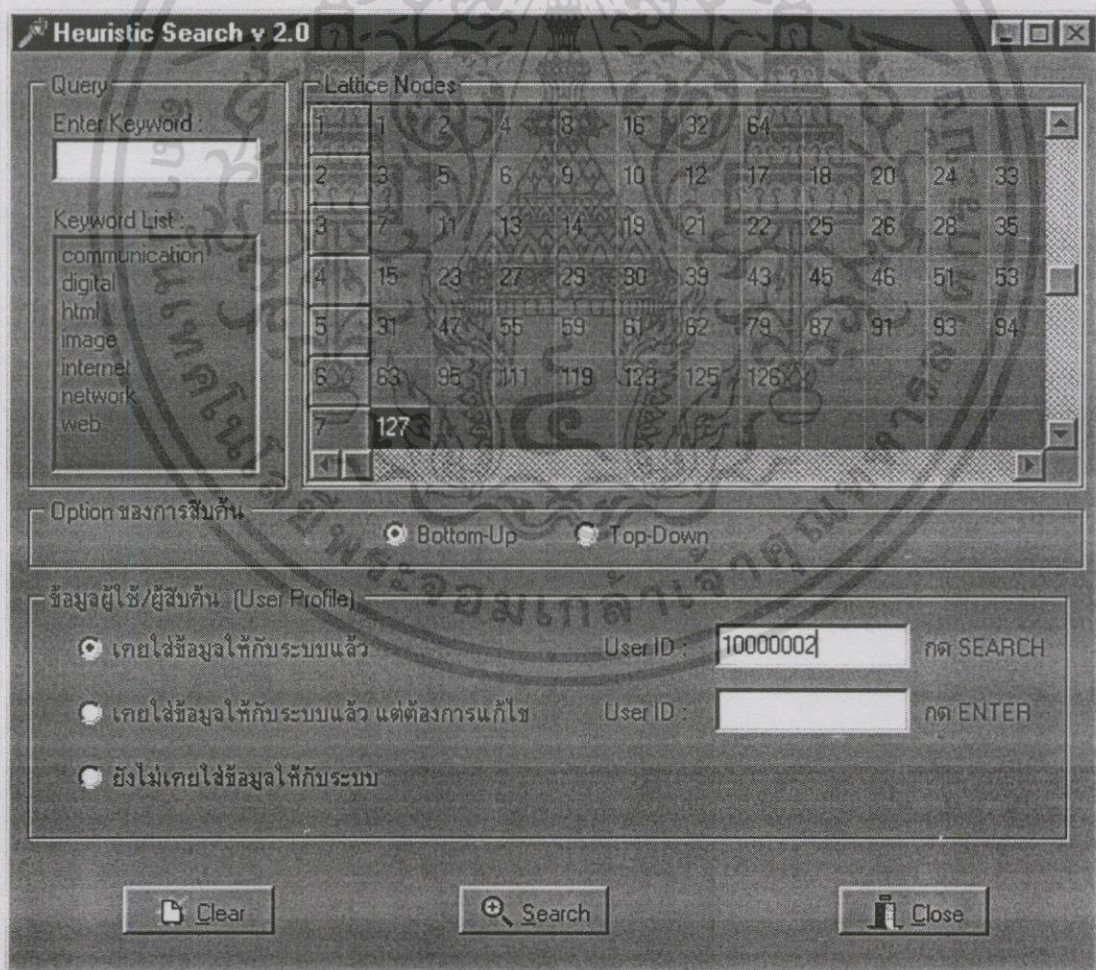 Heuristic Search v 2.0
Query
Enter Keyword :
Keyword List :
communication
digital
html
image
internet
network
web
Lattice Nodes
1 1 2 4 8 16 32 64
2 3 5 6 9 10 12 17 18 20 24 33
3 7 11 13 14 19 21 22 25 26 28 35
4 15 23 27 29 30 39 43 45 46 51 53
5 31 47 55 59 61 62 79 87 91 93 94
6 63 95 111 119 123 125 126
7 127
Option ของการสืบค้น
Bottom-Up Top-Down
ข้อมูลผู้ใช้/ผู้สืบค้น (User Profile)
เคยใส่ข้อมูลให้กับระบบแล้ว User ID : 10000002 กด SEARCH
เคยใส่ข้อมูลให้กับระบบแล้ว แต่ต้องการแก้ไข User ID : กด ENTER
ยังไม่เคยใส่ข้อมูลให้กับระบบ
Clear Search Close